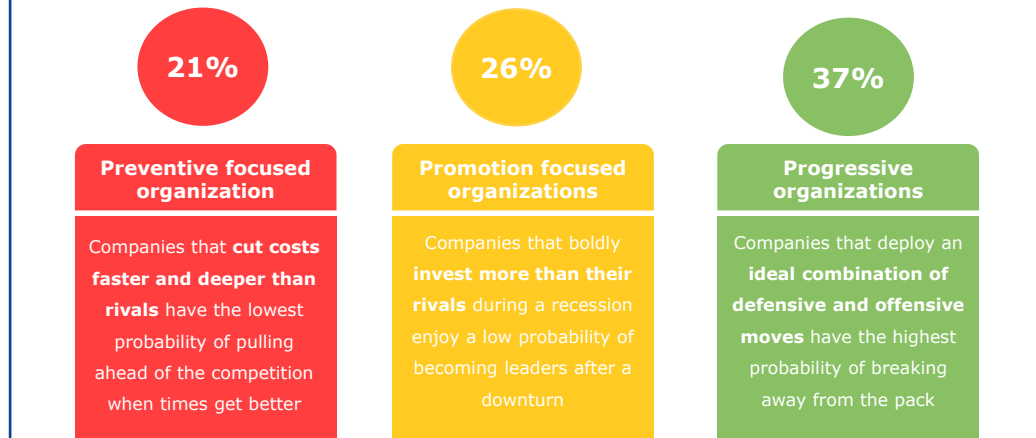 21%
Preventive focused
organization
Companies that cut costs
faster and deeper than
rivals have the lowest
probability of pulling
ahead of the competition
when times get better
26%
Promotion focused
organizations
Companies that boldly
invest more than their
rivals during a recession
enjoy a low probability of
becoming leaders after a
downturn
37%
Progressive
organizations
Companies that deploy an
ideal combination of
defensive and offensive
moves have the highest
probability of breaking
away from the pack